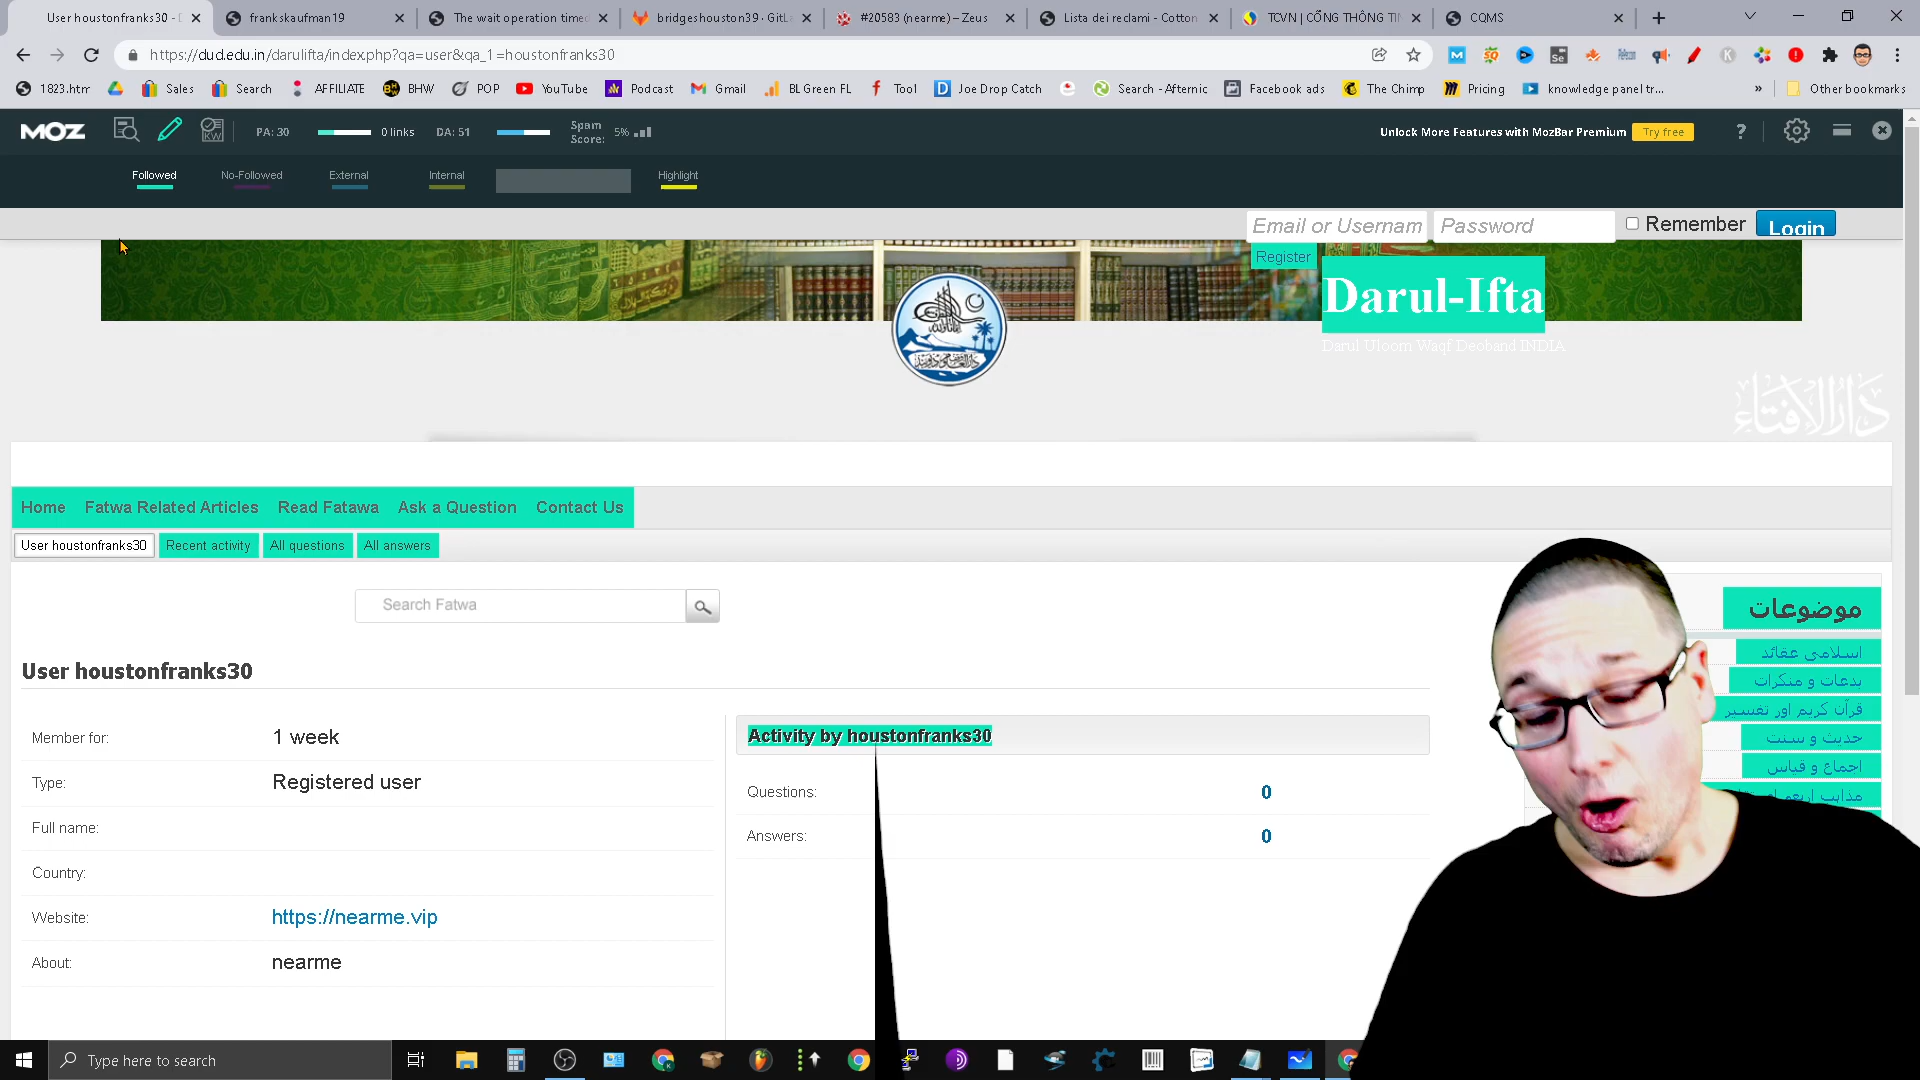 User houstonfranks30 - D
frankskaufman19
The wait operation timed
bridgeshouston39 · GitL
#20583 (nearme) – Zeus
Lista dei reclami - Cotton
TCVN | CỔNG THÔNG TIN
CQMS
https://dud.edu.in/darulifta/index.php?qa=user&qa_1=houstonfranks30
1823.htm
Sales
Search
AFFILIATE
BHW
POP
YouTube
Podcast
Gmail
BL Green FL
Tool
Joe Drop Catch
Search - Afternic
Facebook ads
The Chimp
Pricing
knowledge panel tr...
»
Other bookmarks
MOZ
PA: 30
0 links
DA: 51
Spam
Score:
5%
Unlock More Features with MozBar Premium
Try free
?
Followed
No-Followed
External
Internal
Highlight
Email or Usernam
Password
Remember
Login
Register
Darul-Ifta
Darul Uloom Waqf Deoband INDIA
دارالافتاء
Home
Fatwa Related Articles
Read Fatawa
Ask a Question
Contact Us
User houstonfranks30
Recent activity
All questions
All answers
Search Fatwa
موضوعات
اسلامی عقائد
بدعات و منکرات
قرآن کریم اور تفسیر
حدیث و سنت
اجماع و قیاس
مذاہب اربعہ
User houstonfranks30
Member for:
1 week
Type:
Registered user
Full name:
Country:
Website:
https://nearme.vip
About:
nearme
Activity by houstonfranks30
Questions:
0
Answers:
0
Type here to search